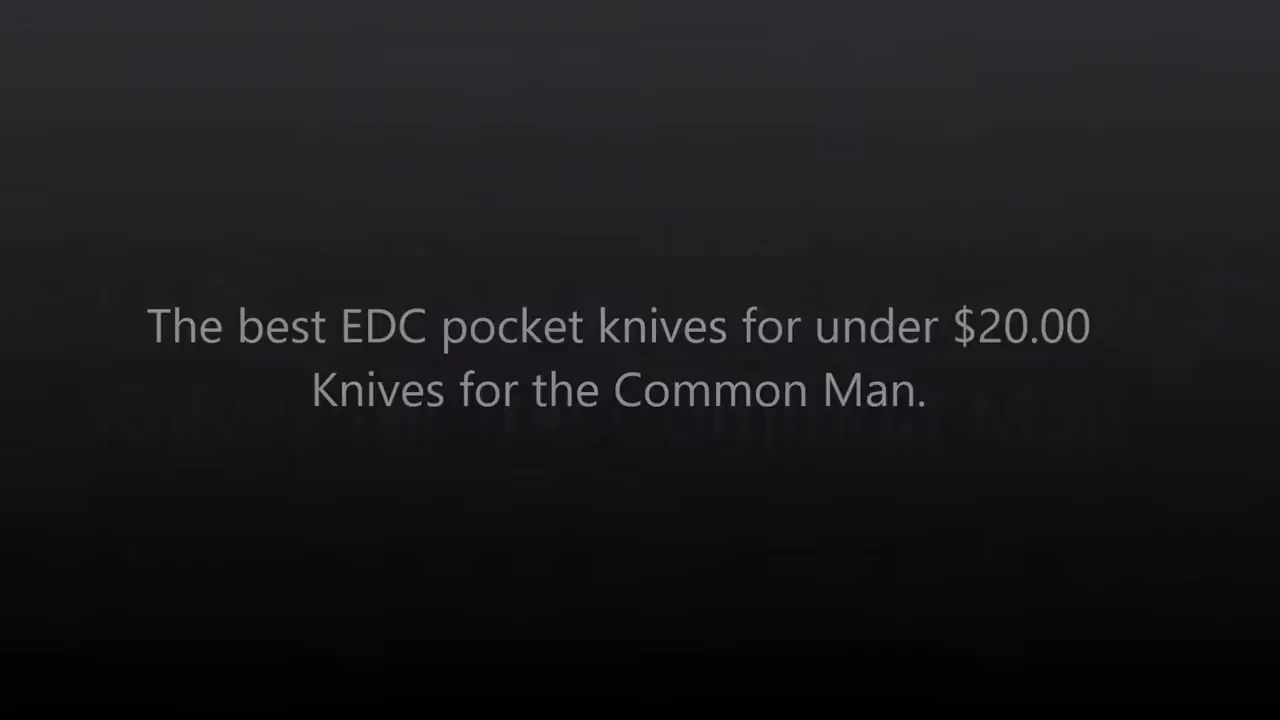 The best EDC pocket knives for under $20.00
Knives for the Common Man.